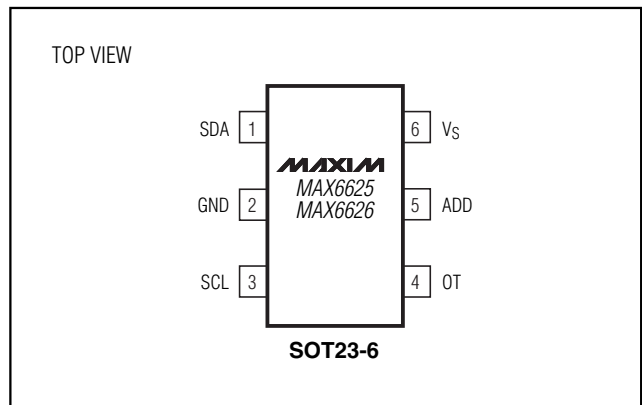 TOP VIEW
SDA 1
6 VS
MAXIM
MAX6625
MAX6626
GND 2
5 ADD
SCL 3
4 OT
SOT23-6